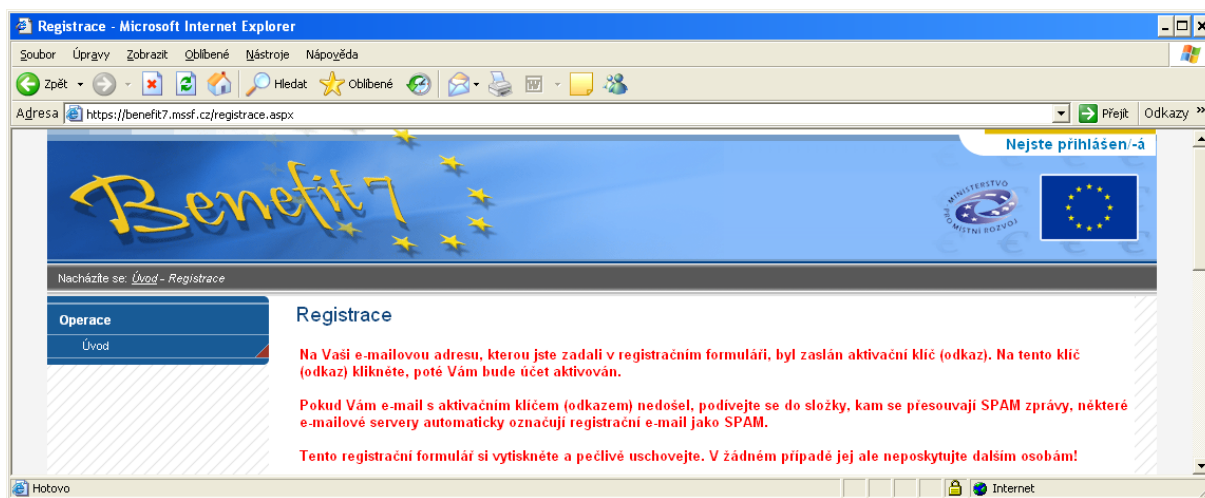 Registrace - Microsoft Internet Explorer
Soubor Úpravy Zobrazit Oblíbené Nástroje Nápověda
Zpět Hledat Oblíbené
Adresa https://benefit7.mssf.cz/registrace.aspx Přejít Odkazy »
Nejste přihlášen/-á
Benefit7
MINISTERSTVO
PRO MÍSTNÍ ROZVOJ
Nacházíte se: Úvod - Registrace
Operace
Úvod
Registrace
Na Vaši e-mailovou adresu, kterou jste zadali v registračním formuláři, byl zaslán aktivační klíč (odkaz). Na tento klíč
(odkaz) klikněte, poté Vám bude účet aktivován.
Pokud Vám e-mail s aktivačním klíčem (odkazem) nedošel, podívejte se do složky, kam se přesouvají SPAM zprávy, některé
e-mailové servery automaticky označují registrační e-mail jako SPAM.
Tento registrační formulář si vytiskněte a pečlivě uschovejte. V žádném případě jej ale neposkytujte dalším osobám!
Hotovo Internet